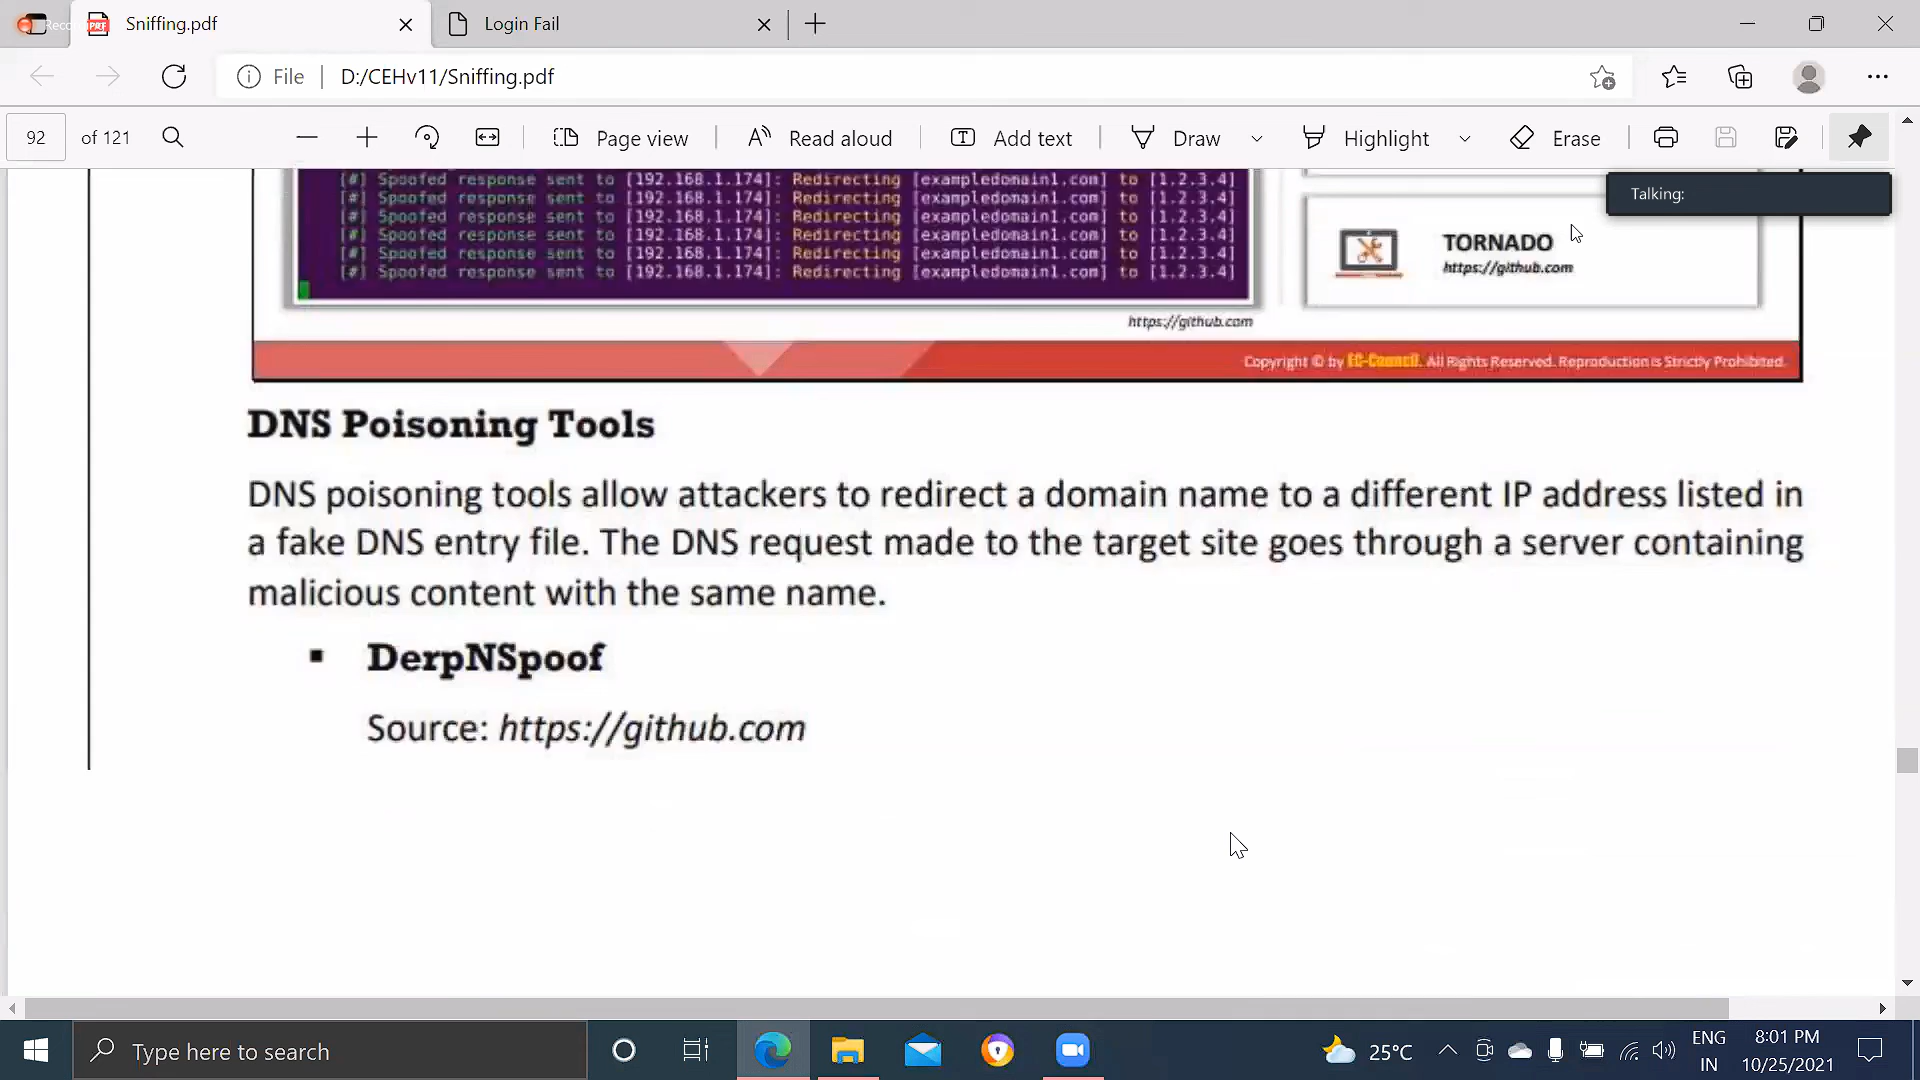 Sniffing.pdf
Login Fail
File
D:/CEHv11/Sniffing.pdf
92 of 121
Page view
Read aloud
Add text
Draw
Highlight
Erase
[#] Spoofed response sent to [192.168.1.174]: Redirecting [exampledomain1.com] to [1.2.3.4]
[#] Spoofed response sent to [192.168.1.174]: Redirecting [exampledomain1.com] to [1.2.3.4]
[#] Spoofed response sent to [192.168.1.174]: Redirecting [exampledomain1.com] to [1.2.3.4]
[#] Spoofed response sent to [192.168.1.174]: Redirecting [exampledomain1.com] to [1.2.3.4]
[#] Spoofed response sent to [192.168.1.174]: Redirecting [exampledomain1.com] to [1.2.3.4]
[#] Spoofed response sent to [192.168.1.174]: Redirecting [exampledomain1.com] to [1.2.3.4]
Talking:
TORNADO
https://github.com
https://github.com
Copyright © by EC-Council. All Rights Reserved. Reproduction is Strictly Prohibited.
DNS Poisoning Tools
DNS poisoning tools allow attackers to redirect a domain name to a different IP address listed in
a fake DNS entry file. The DNS request made to the target site goes through a server containing
malicious content with the same name.
▪ DerpNSpoof
Source: https://github.com
Type here to search
25°C
ENG
IN
8:01 PM
10/25/2021